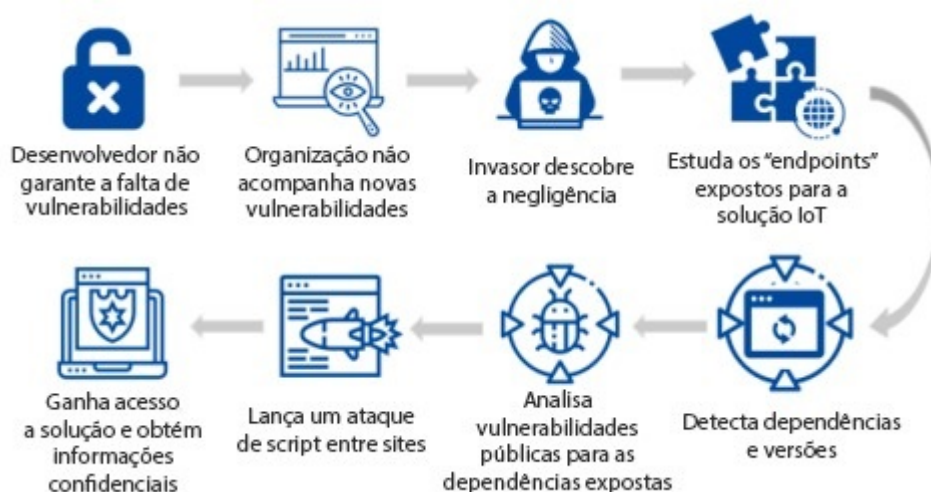 Desenvolvedor não
garante a falta de
vulnerabilidades
Organização não
acompanha novas
vulnerabilidades
Invasor descobre
a negligência
Estuda os “endpoints”
expostos para a
solução IoT
Detecta dependências
e versões
Analisa
vulnerabilidades
públicas para as
dependências expostas
Lança um ataque
de script entre sites
Ganha acesso
a solução e obtém
informações
confidenciais